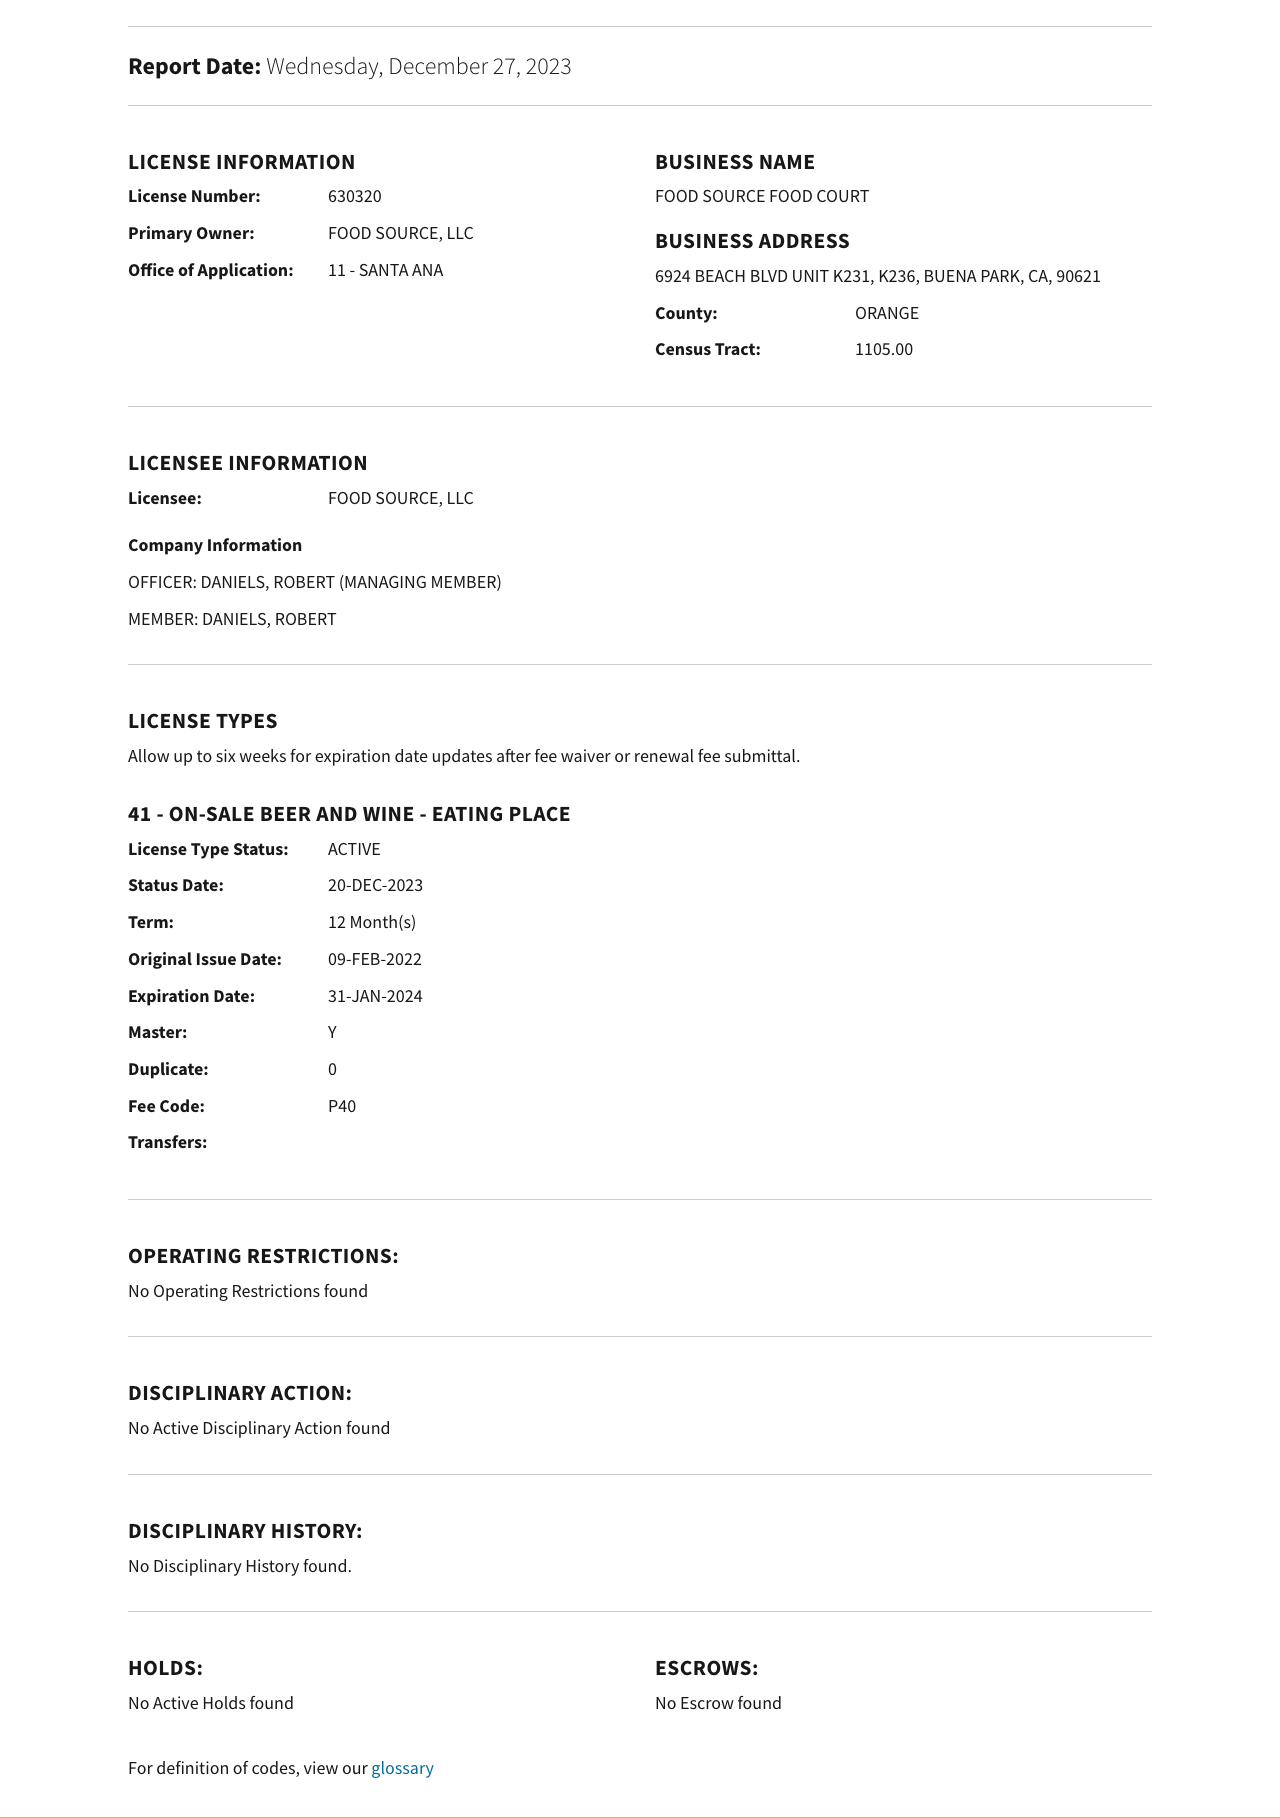 Report Date: Wednesday, December 27, 2023
LICENSE INFORMATION
License Number: 630320
Primary Owner: FOOD SOURCE, LLC
Office of Application: 11 - SANTA ANA
BUSINESS NAME
FOOD SOURCE FOOD COURT
BUSINESS ADDRESS
6924 BEACH BLVD UNIT K231, K236, BUENA PARK, CA, 90621
County: ORANGE
Census Tract: 1105.00
LICENSEE INFORMATION
Licensee: FOOD SOURCE, LLC
Company Information
OFFICER: DANIELS, ROBERT (MANAGING MEMBER)
MEMBER: DANIELS, ROBERT
LICENSE TYPES
Allow up to six weeks for expiration date updates after fee waiver or renewal fee submittal.
41 - ON-SALE BEER AND WINE - EATING PLACE
License Type Status: ACTIVE
Status Date: 20-DEC-2023
Term: 12 Month(s)
Original Issue Date: 09-FEB-2022
Expiration Date: 31-JAN-2024
Master: Y
Duplicate: 0
Fee Code: P40
Transfers:
OPERATING RESTRICTIONS:
No Operating Restrictions found
DISCIPLINARY ACTION:
No Active Disciplinary Action found
DISCIPLINARY HISTORY:
No Disciplinary History found.
HOLDS:
No Active Holds found
ESCROWS:
No Escrow found
For definition of codes, view our glossary